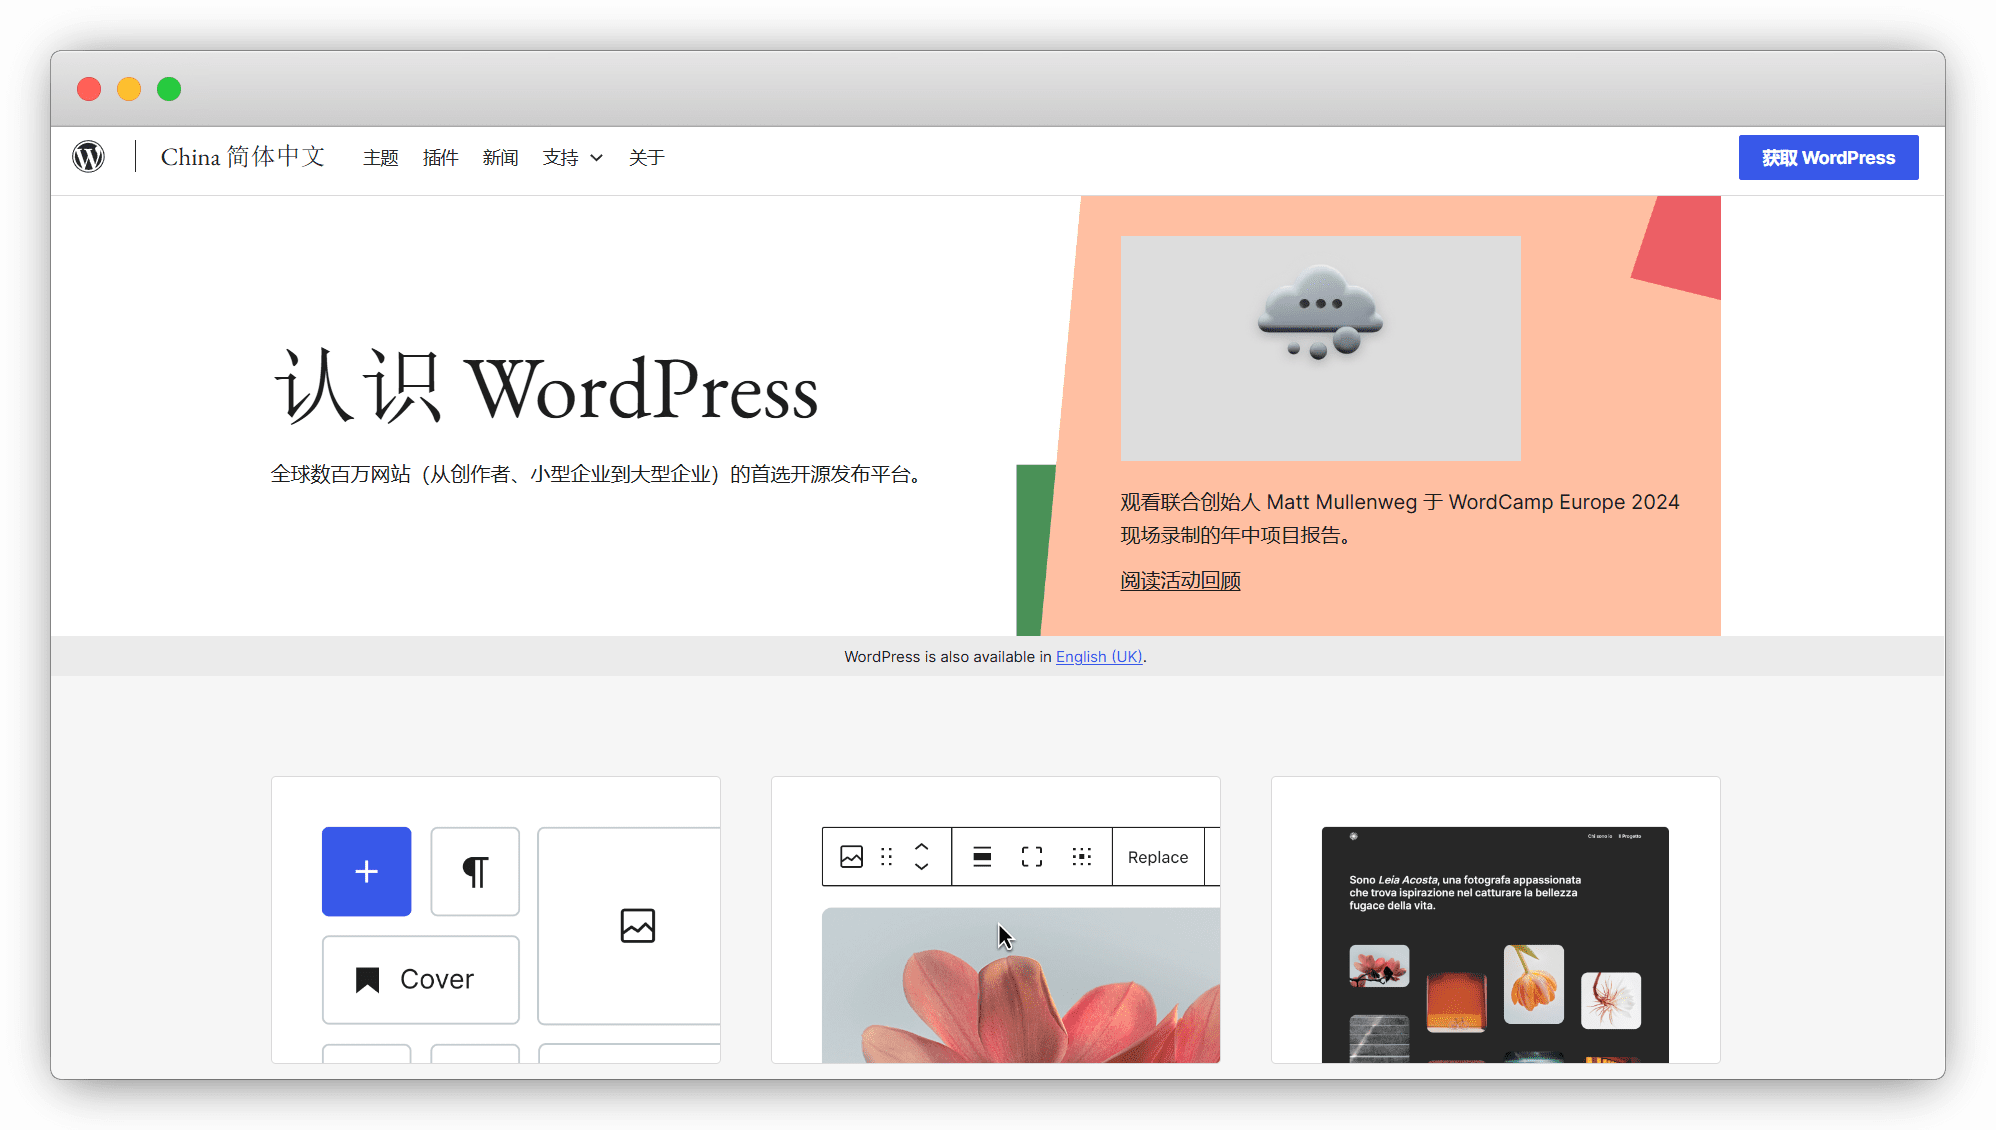 China 简体中文
主题 插件 新闻 支持 关于
获取 WordPress
认识 WordPress
全球数百万网站（从创作者、小型企业到大型企业）的首选开源发布平台。
观看联合创始人 Matt Mullenweg 于 WordCamp Europe 2024
现场录制的年中项目报告。
阅读活动回顾
WordPress is also available in English (UK).
Cover
Replace
Chi sono io Il Progetto
Sono Leia Acosta, una fotografa appassionata
che trova ispirazione nel catturare la bellezza
fugace della vita.